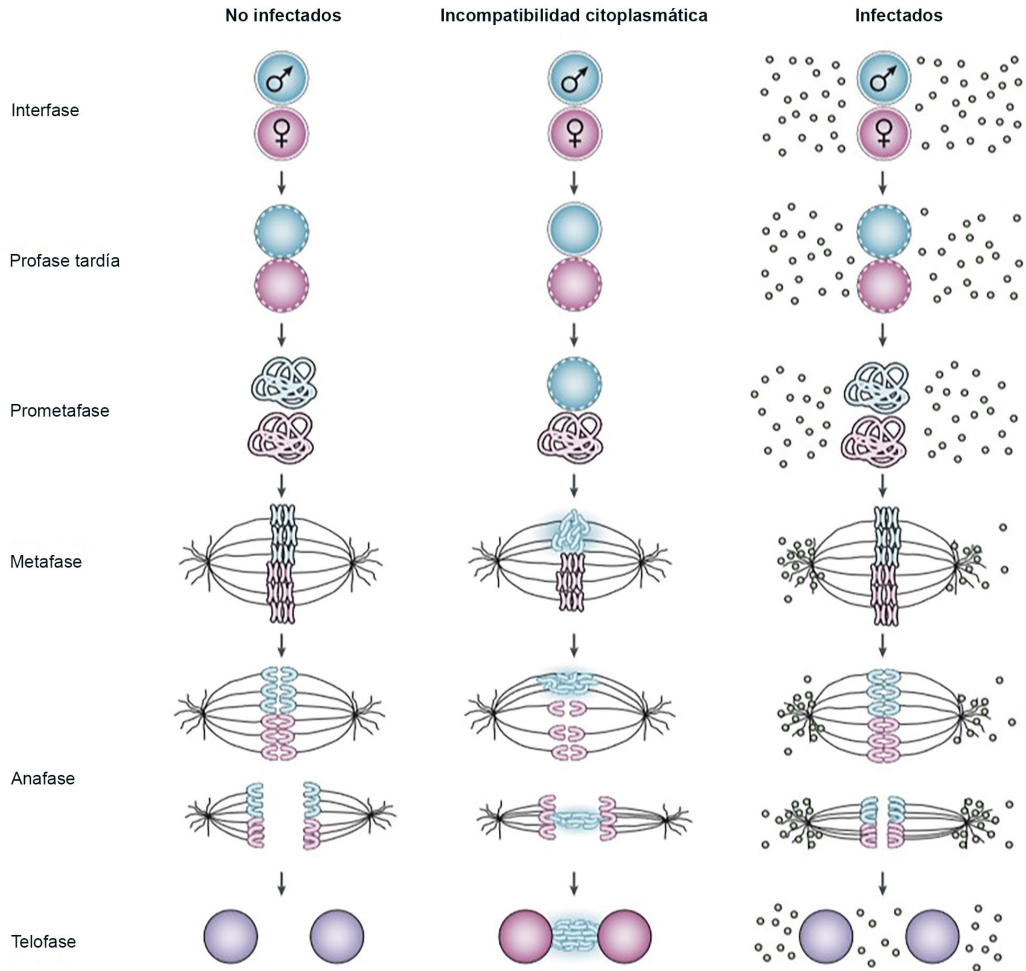 No infectados
Incompatibilidad citoplasmática
Infectados
Interfase
Profase tardía
Prometafase
Metafase
Anafase
Telofase